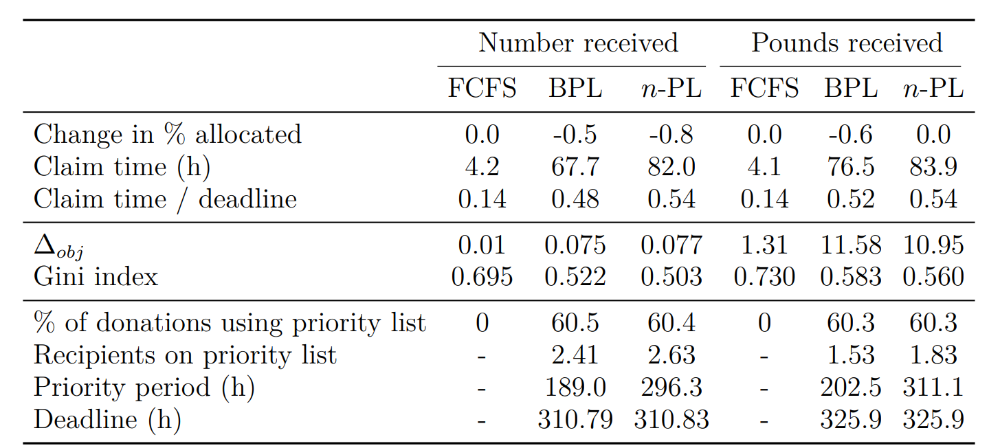 Number received Pounds received
FCFS BPL n-PL FCFS BPL n-PL
Change in % allocated 0.0 -0.5 -0.8 0.0 -0.6 0.0
Claim time (h) 4.2 67.7 82.0 4.1 76.5 83.9
Claim time / deadline 0.14 0.48 0.54 0.14 0.52 0.54
Δobj 0.01 0.075 0.077 1.31 11.58 10.95
Gini index 0.695 0.522 0.503 0.730 0.583 0.560
% of donations using priority list 0 60.5 60.4 0 60.3 60.3
Recipients on priority list - 2.41 2.63 - 1.53 1.83
Priority period (h) - 189.0 296.3 - 202.5 311.1
Deadline (h) - 310.79 310.83 - 325.9 325.9